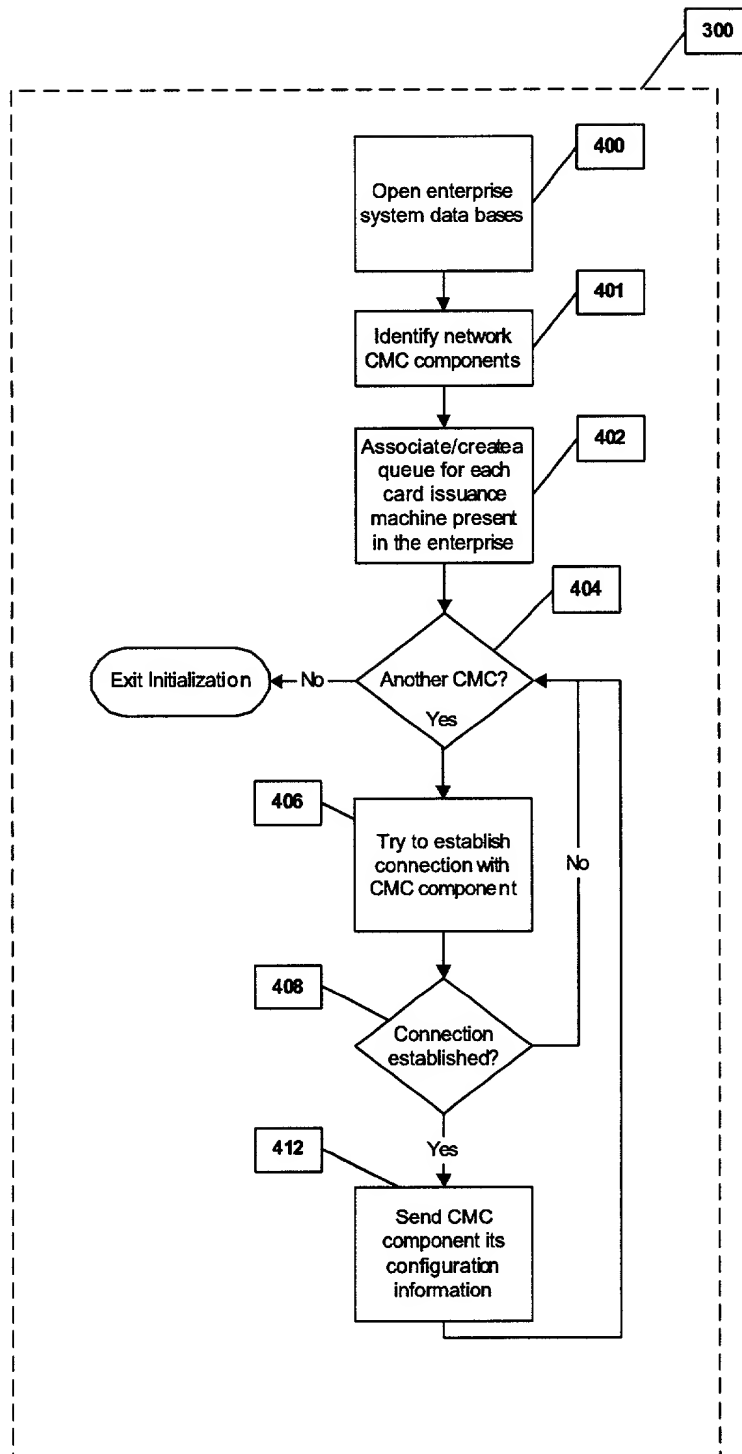 300
400
Open enterprise
system data bases
401
Identify network
CMC components
402
Associate/createa
queue for each
card issuance
machine present
in the enterprise
404
Exit Initialization
No
Another CMC?
Yes
406
Try to establish
connection with
CMC component
No
408
Connection
established?
Yes
412
Send CMC
component its
configuration
information